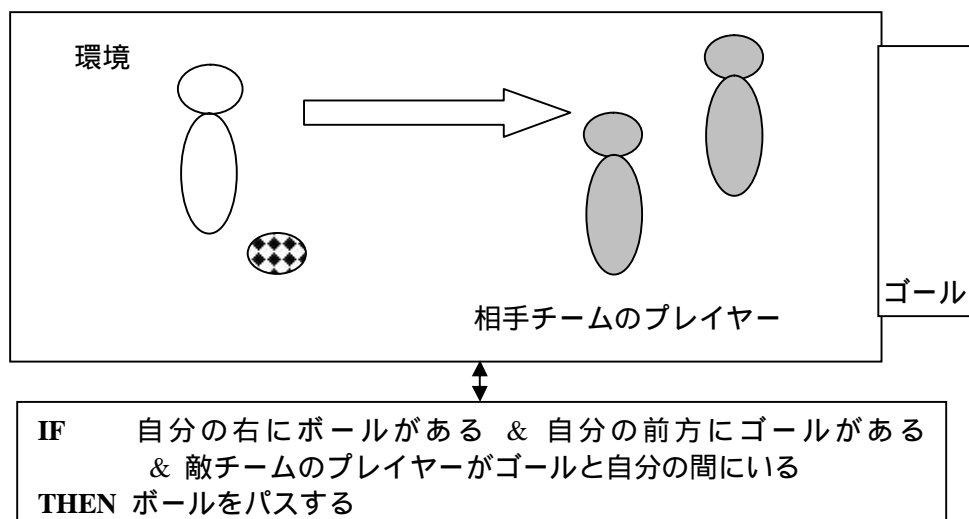 環境
ゴール
相手チームのプレイヤー
IF 自分の右にボールがある & 自分の前方にゴールがある
& 敵チームのプレイヤーがゴールと自分の間にいる
THEN ボールをパスする